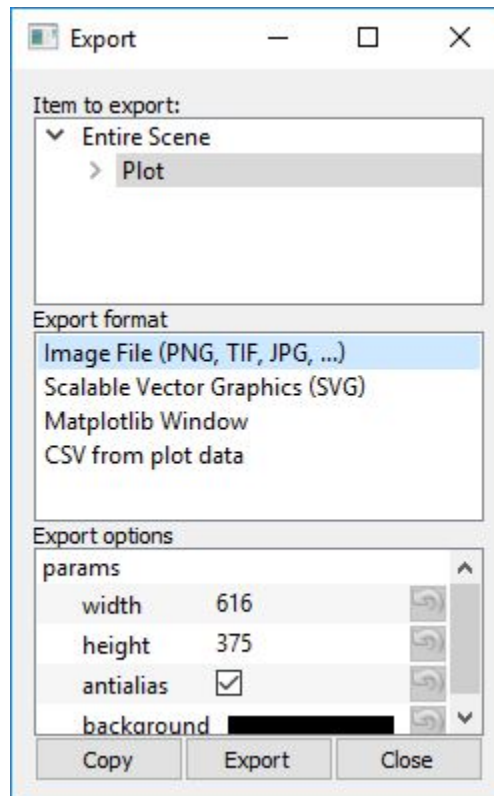 Export
Item to export:
Entire Scene
Plot
Export format
Image File (PNG, TIF, JPG, ...)
Scalable Vector Graphics (SVG)
Matplotlib Window
CSV from plot data
Export options
params
width 616
height 375
antialias
background
Copy Export Close